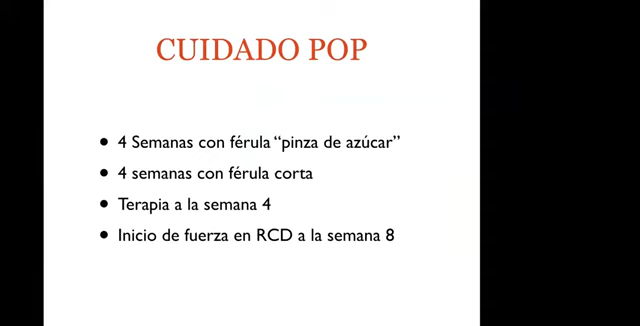 CUIDADO POP
• 4 Semanas con férula “pinza de azúcar”
• 4 semanas con férula corta
• Terapia a la semana 4
• Inicio de fuerza en RCD a la semana 8